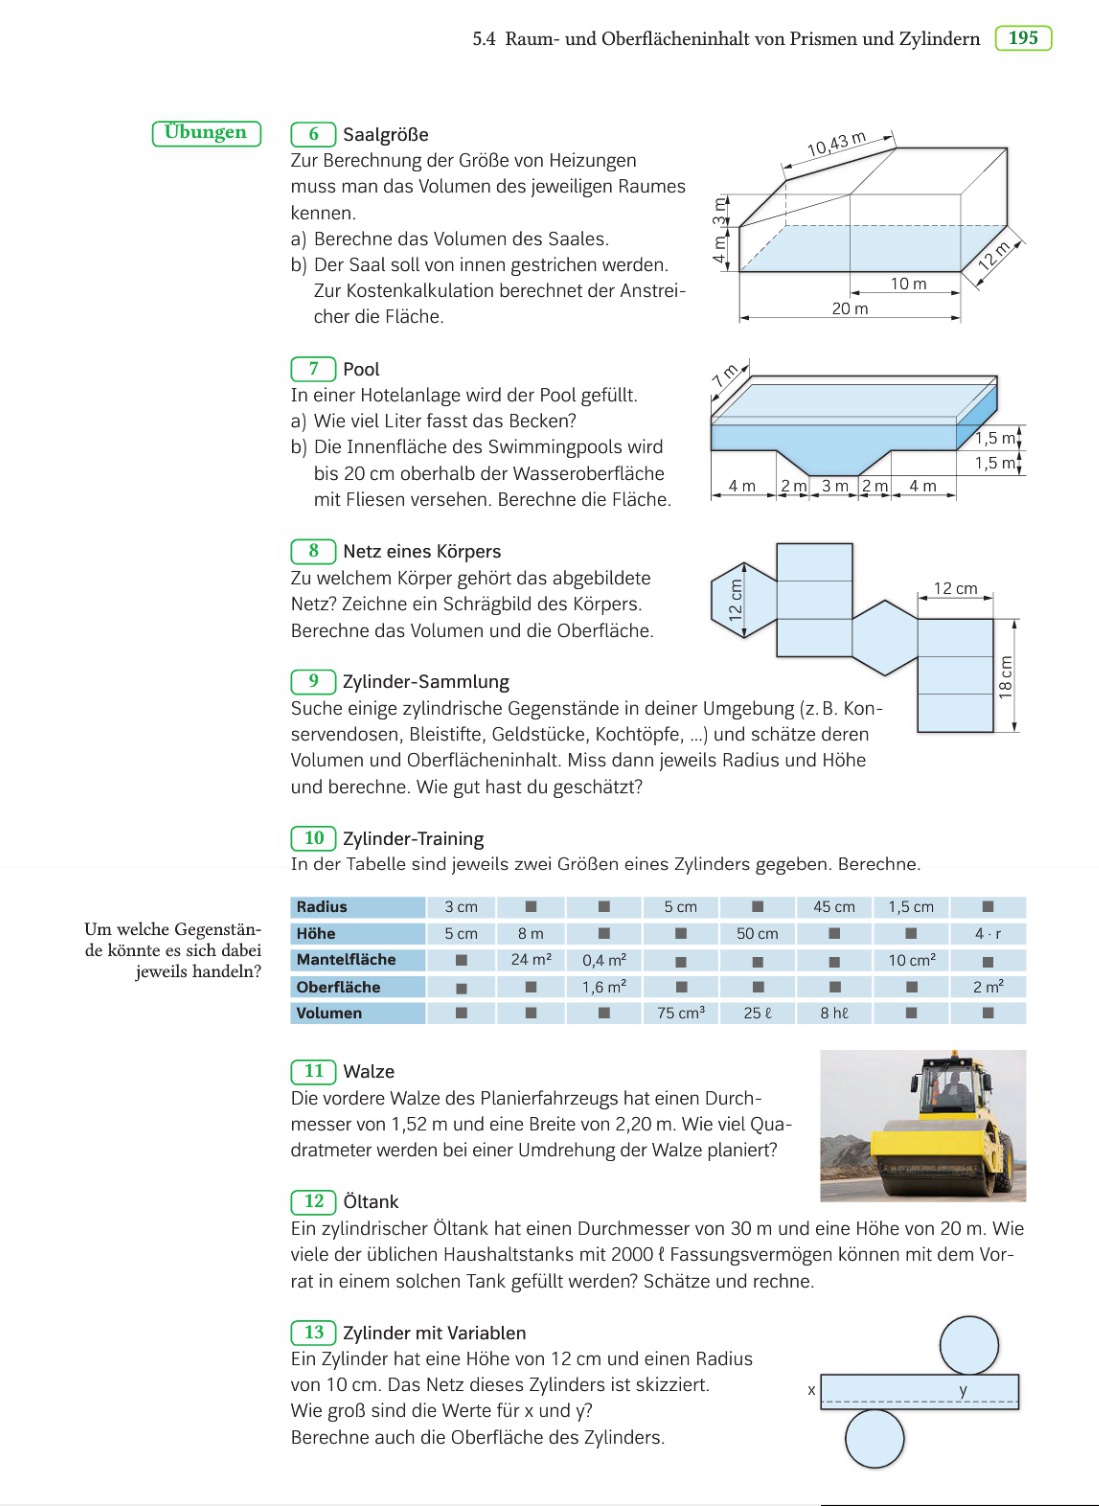 5.4 Raum- und Oberflächeninhalt von Prismen und Zylindern 195
Übungen
6 Saalgröße
Zur Berechnung der Größe von Heizungen
muss man das Volumen des jeweiligen Raumes
kennen.
a) Berechne das Volumen des Saales.
b) Der Saal soll von innen gestrichen werden.
Zur Kostenkalkulation berechnet der Anstrei-
cher die Fläche.
10,43 m
3 m
4 m
12 m
10 m
20 m
7 Pool
In einer Hotelanlage wird der Pool gefüllt.
a) Wie viel Liter fasst das Becken?
b) Die Innenfläche des Swimmingpools wird
bis 20 cm oberhalb der Wasseroberfläche
mit Fliesen versehen. Berechne die Fläche.
7 m
1,5 m
1,5 m
4 m 2 m 3 m 2 m 4 m
8 Netz eines Körpers
Zu welchem Körper gehört das abgebildete
Netz? Zeichne ein Schrägbild des Körpers.
Berechne das Volumen und die Oberfläche.
12 cm
12 cm
18 cm
9 Zylinder-Sammlung
Suche einige zylindrische Gegenstände in deiner Umgebung (z. B. Kon-
servendosen, Bleistifte, Geldstücke, Kochtöpfe, ...) und schätze deren
Volumen und Oberflächeninhalt. Miss dann jeweils Radius und Höhe
und berechne. Wie gut hast du geschätzt?
10 Zylinder-Training
In der Tabelle sind jeweils zwei Größen eines Zylinders gegeben. Berechne.
Um welche Gegenstän-
de könnte es sich dabei
jeweils handeln?
Radius 3 cm ■ ■ 5 cm ■ 45 cm 1,5 cm ■
Höhe 5 cm 8 m ■ ■ 50 cm ■ ■ 4 · r
Mantelfläche ■ 24 m² 0,4 m² ■ ■ ■ 10 cm² ■
Oberfläche ■ ■ 1,6 m² ■ ■ ■ ■ 2 m²
Volumen ■ ■ ■ 75 cm³ 25 ℓ 8 hℓ ■ ■
11 Walze
Die vordere Walze des Planierfahrzeugs hat einen Durch-
messer von 1,52 m und eine Breite von 2,20 m. Wie viel Qua-
dratmeter werden bei einer Umdrehung der Walze planiert?
12 Öltank
Ein zylindrischer Öltank hat einen Durchmesser von 30 m und eine Höhe von 20 m. Wie
viele der üblichen Haushaltstanks mit 2000 ℓ Fassungsvermögen können mit dem Vor-
rat in einem solchen Tank gefüllt werden? Schätze und rechne.
13 Zylinder mit Variablen
Ein Zylinder hat eine Höhe von 12 cm und einen Radius
von 10 cm. Das Netz dieses Zylinders ist skizziert.
Wie groß sind die Werte für x und y?
Berechne auch die Oberfläche des Zylinders.
x
y